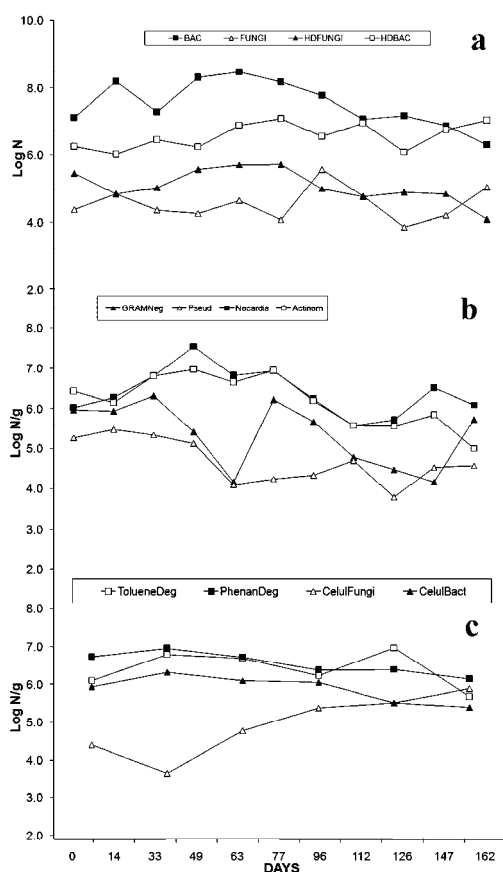 BAC FUNGI HDFUNGI HDBAC
a
10.0
8.0
6.0
4.0
2.0
Log N
GRAMNeg Pseud Nocardia Actinom
b
8.0
7.0
6.0
5.0
4.0
3.0
2.0
Log N/g
TolueneDeg PhenanDeg CelulFungi CelulBact
c
8.0
7.0
6.0
5.0
4.0
3.0
2.0
Log N/g
0 14 33 49 63 77 96 112 126 147 162
DAYS